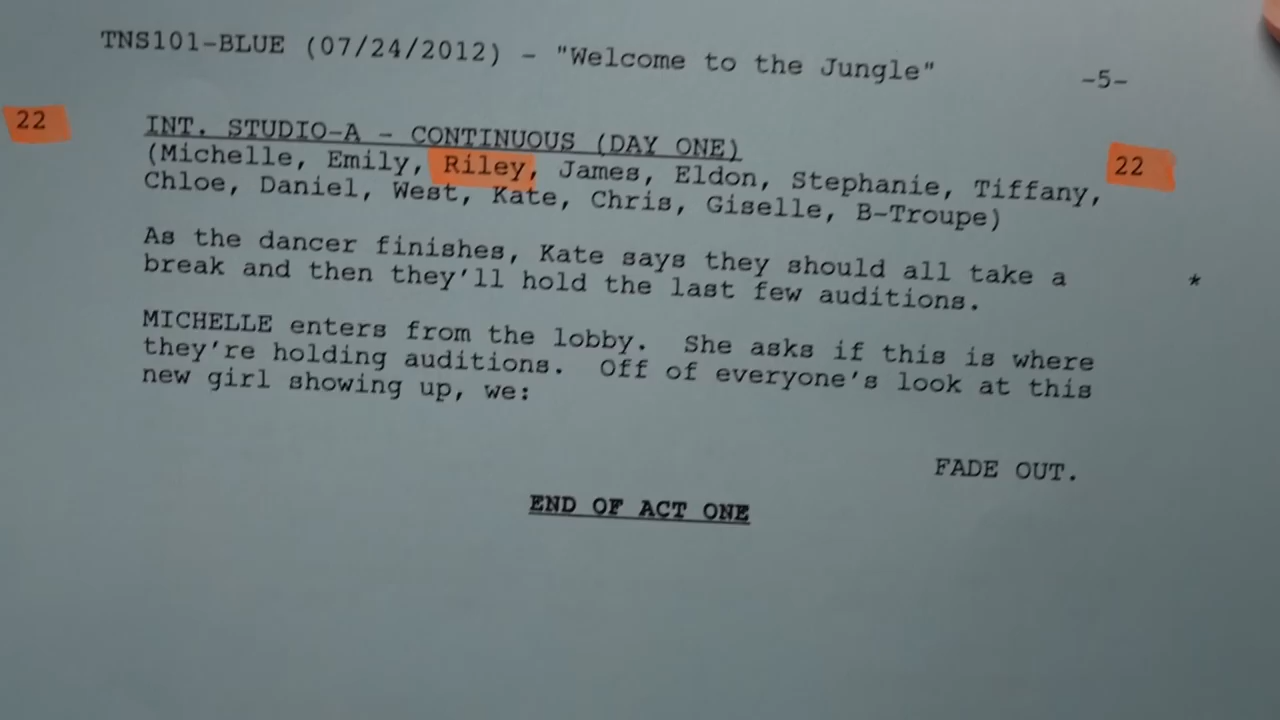 TNS101-BLUE (07/24/2012) - "Welcome to the Jungle" -5-
22 INT. STUDIO-A - CONTINUOUS (DAY ONE) 22
(Michelle, Emily, Riley, James, Eldon, Stephanie, Tiffany,
Chloe, Daniel, West, Kate, Chris, Giselle, B-Troupe)
As the dancer finishes, Kate says they should all take a *
break and then they'll hold the last few auditions.
MICHELLE enters from the lobby. She asks if this is where
they're holding auditions. Off of everyone's look at this
new girl showing up, we:
FADE OUT.
END OF ACT ONE